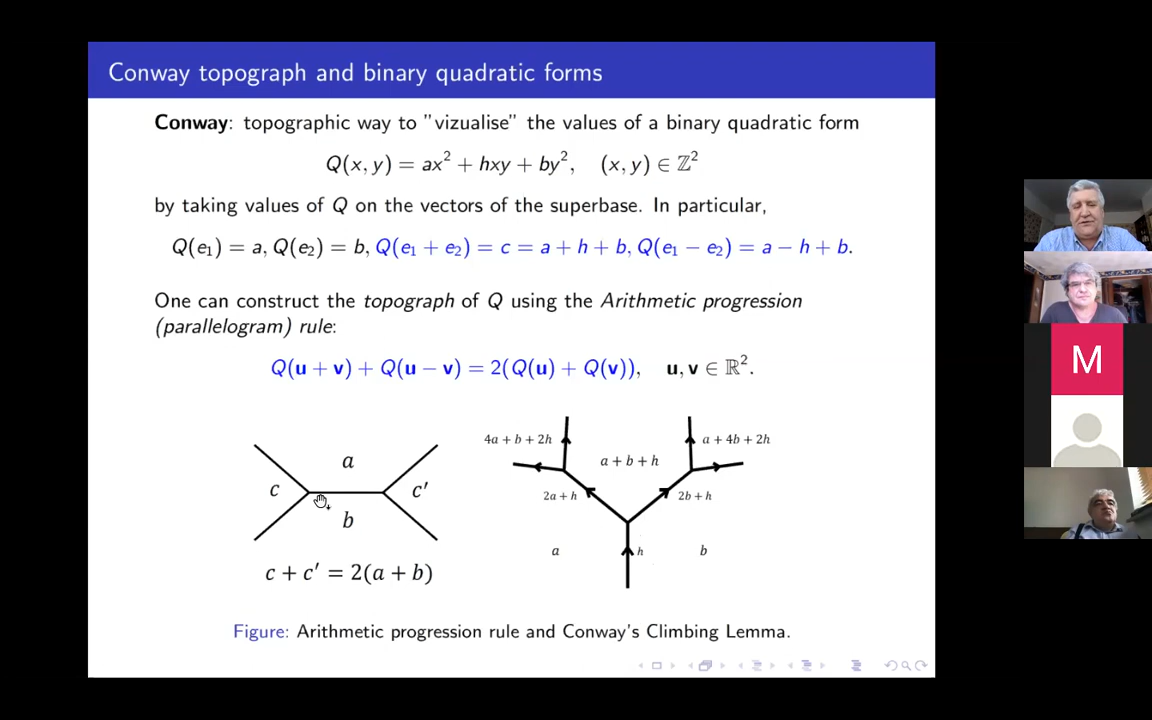 Conway topograph and binary quadratic forms
Conway: topographic way to "vizualise" the values of a binary quadratic form
Q(x, y) = ax² + hxy + by²,   (x, y) ∈ ℤ²
by taking values of Q on the vectors of the superbase. In particular,
Q(e₁) = a, Q(e₂) = b, Q(e₁ + e₂) = c = a + h + b, Q(e₁ − e₂) = a − h + b.
One can construct the topograph of Q using the Arithmetic progression
(parallelogram) rule:
Q(u + v) + Q(u − v) = 2(Q(u) + Q(v)),   u, v ∈ ℝ².
a
c
c′
b
c + c′ = 2(a + b)
4a + b + 2h
a + 4b + 2h
a + b + h
2a + h
2b + h
a
h
b
Figure: Arithmetic progression rule and Conway's Climbing Lemma.
M